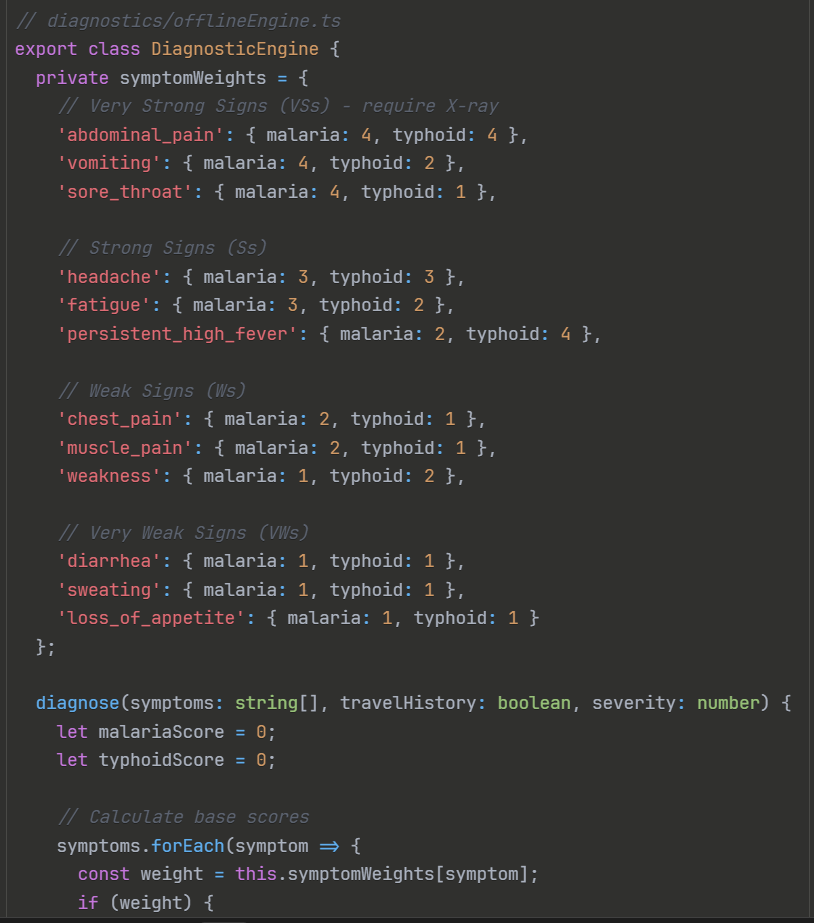 // diagnostics/offlineEngine.ts
export class DiagnosticEngine {
  private symptomWeights = {
    // Very Strong Signs (VSs) - require X-ray
    'abdominal_pain': { malaria: 4, typhoid: 4 },
    'vomiting': { malaria: 4, typhoid: 2 },
    'sore_throat': { malaria: 4, typhoid: 1 },

    // Strong Signs (Ss)
    'headache': { malaria: 3, typhoid: 3 },
    'fatigue': { malaria: 3, typhoid: 2 },
    'persistent_high_fever': { malaria: 2, typhoid: 4 },

    // Weak Signs (Ws)
    'chest_pain': { malaria: 2, typhoid: 1 },
    'muscle_pain': { malaria: 2, typhoid: 1 },
    'weakness': { malaria: 1, typhoid: 2 },

    // Very Weak Signs (VWs)
    'diarrhea': { malaria: 1, typhoid: 1 },
    'sweating': { malaria: 1, typhoid: 1 },
    'loss_of_appetite': { malaria: 1, typhoid: 1 }
  };

  diagnose(symptoms: string[], travelHistory: boolean, severity: number) {
    let malariaScore = 0;
    let typhoidScore = 0;

    // Calculate base scores
    symptoms.forEach(symptom => {
      const weight = this.symptomWeights[symptom];
      if (weight) {